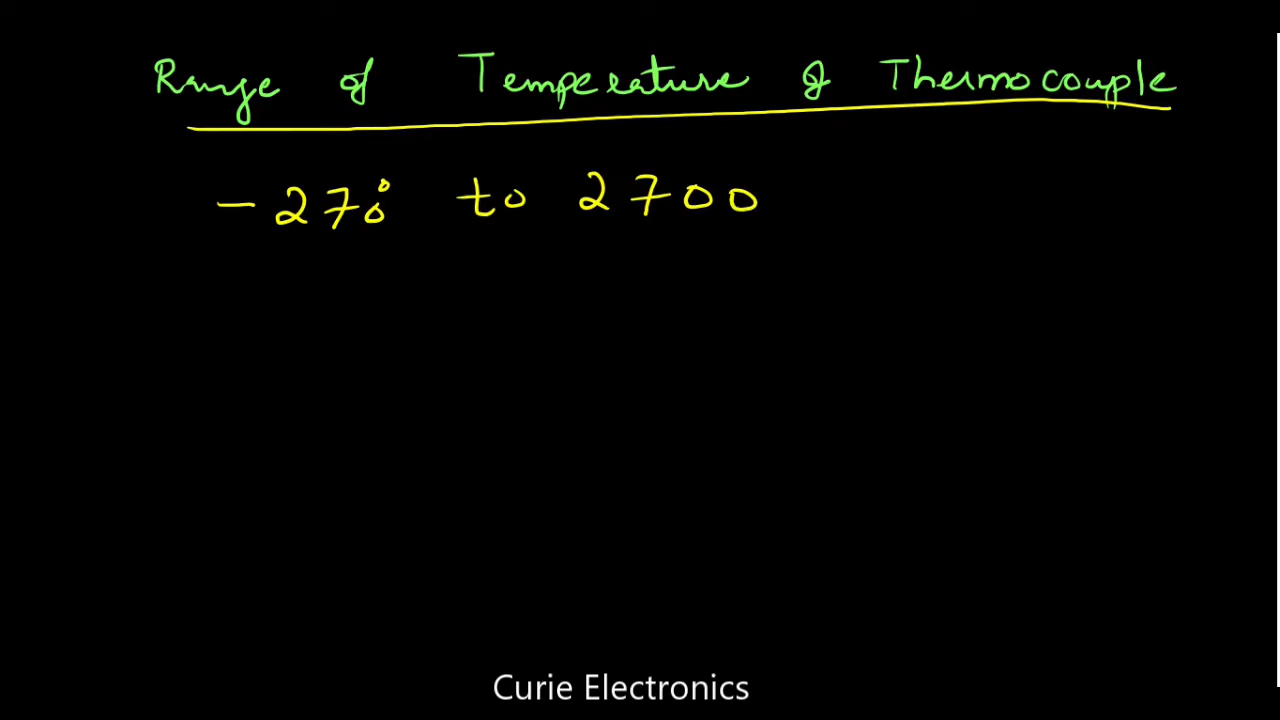 Range of Temperature of Thermocouple
- 270° to 2700
Curie Electronics